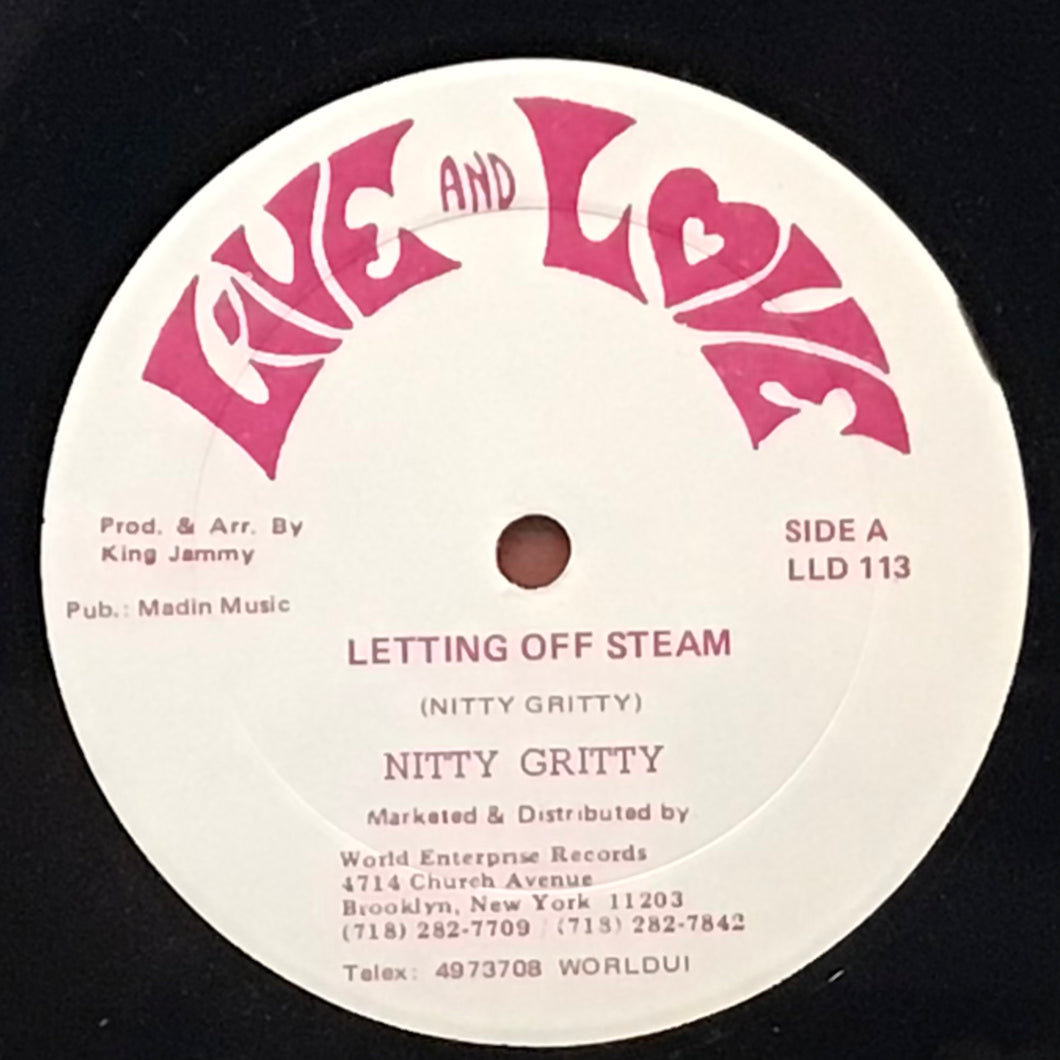 LIVE AND LOVE
Prod. & Arr. By
King Jammy
Pub.: Madin Music
SIDE A
LLD 113
LETTING OFF STEAM
(NITTY GRITTY)
NITTY GRITTY
Marketed & Distributed by
World Enterprise Records
4714 Church Avenue
Brooklyn, New York 11203
(718) 282-7709 / (718) 282-7842
Telex: 4973708 WORLDUI